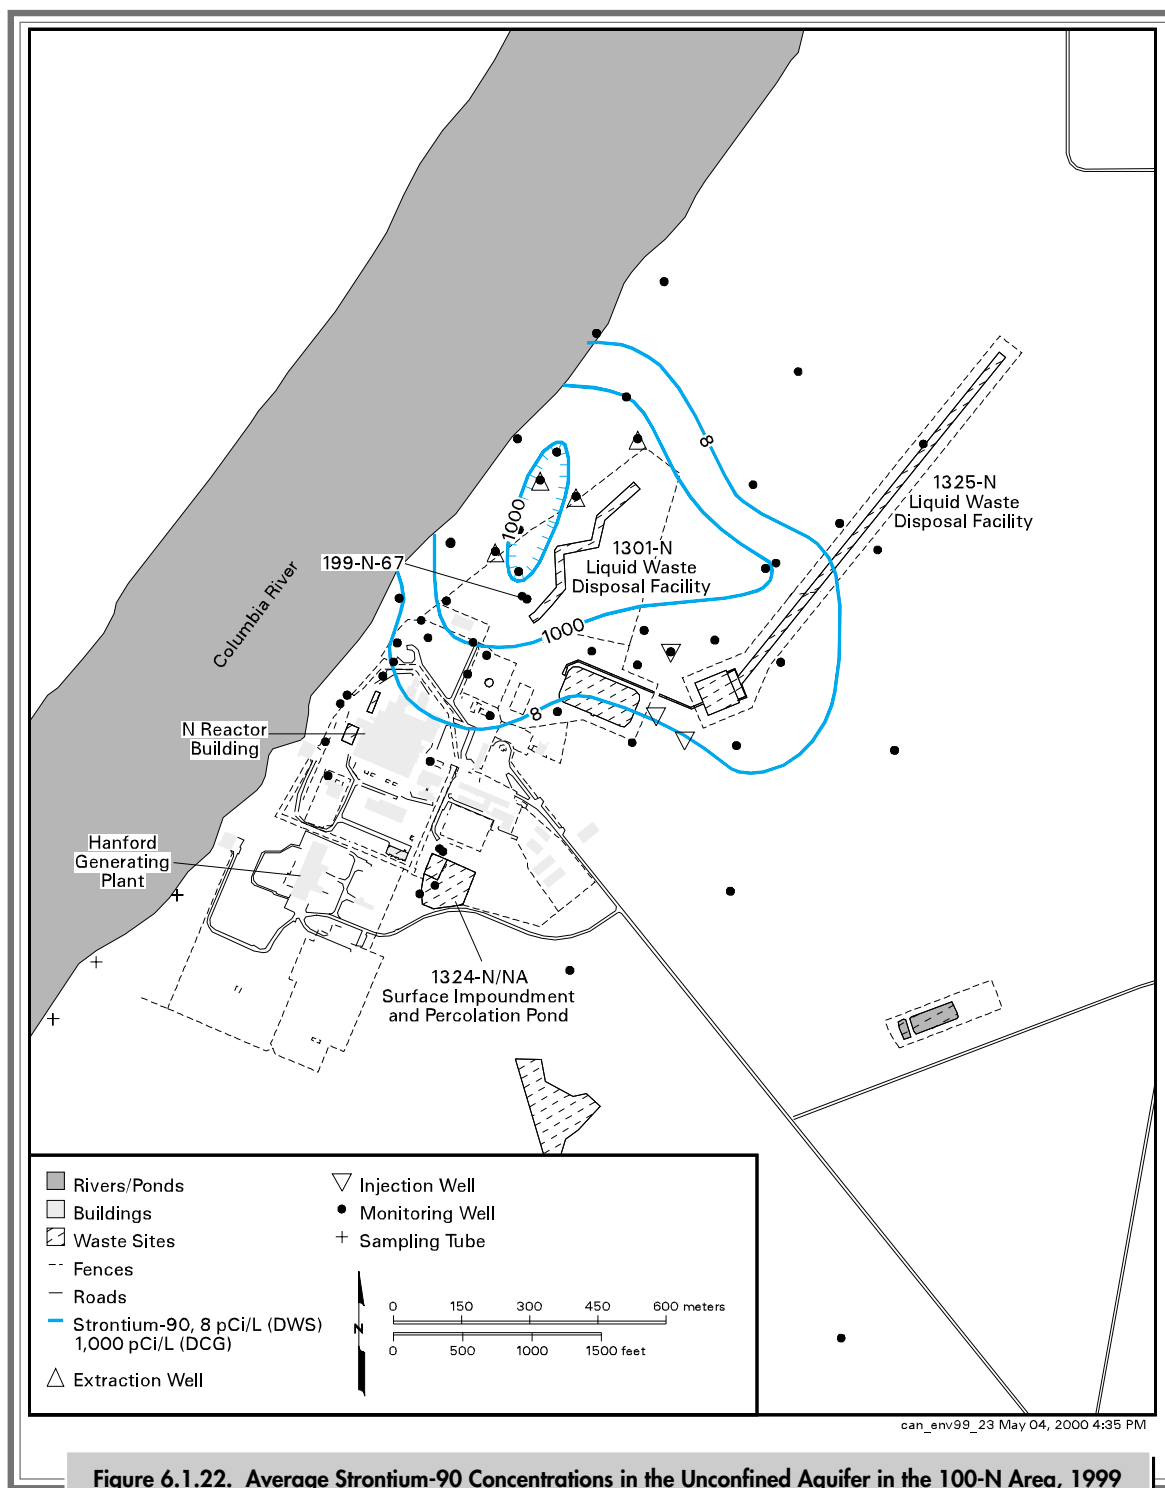 8
1325-N
Liquid Waste
Disposal Facility
1000
1301-N
Liquid Waste
Disposal Facility
199-N-67
Columbia River
1000
8
N Reactor
Building
Hanford
Generating
Plant
1324-N/NA
Surface Impoundment
and Percolation Pond
Rivers/Ponds
Buildings
Waste Sites
Fences
Roads
Strontium-90, 8 pCi/L (DWS)
1,000 pCi/L (DCG)
Extraction Well
Injection Well
Monitoring Well
Sampling Tube
N
0 150 300 450 600 meters
0 500 1000 1500 feet
can_env99_23 May 04, 2000 4:35 PM
Figure 6.1.22. Average Strontium-90 Concentrations in the Unconfined Aquifer in the 100-N Area, 1999